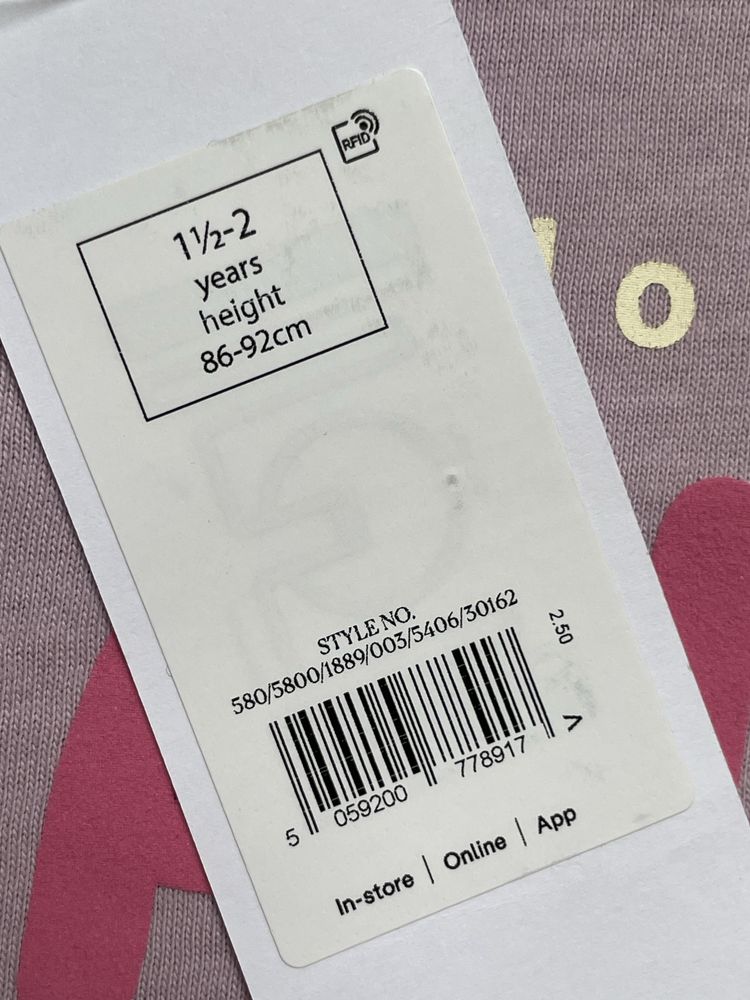 RFID
1½-2
years
height
86-92cm
o
STYLE NO.
580/5800/1889/003/5406/30162
2.50
5 059200 778917 >
In-store | Online | App